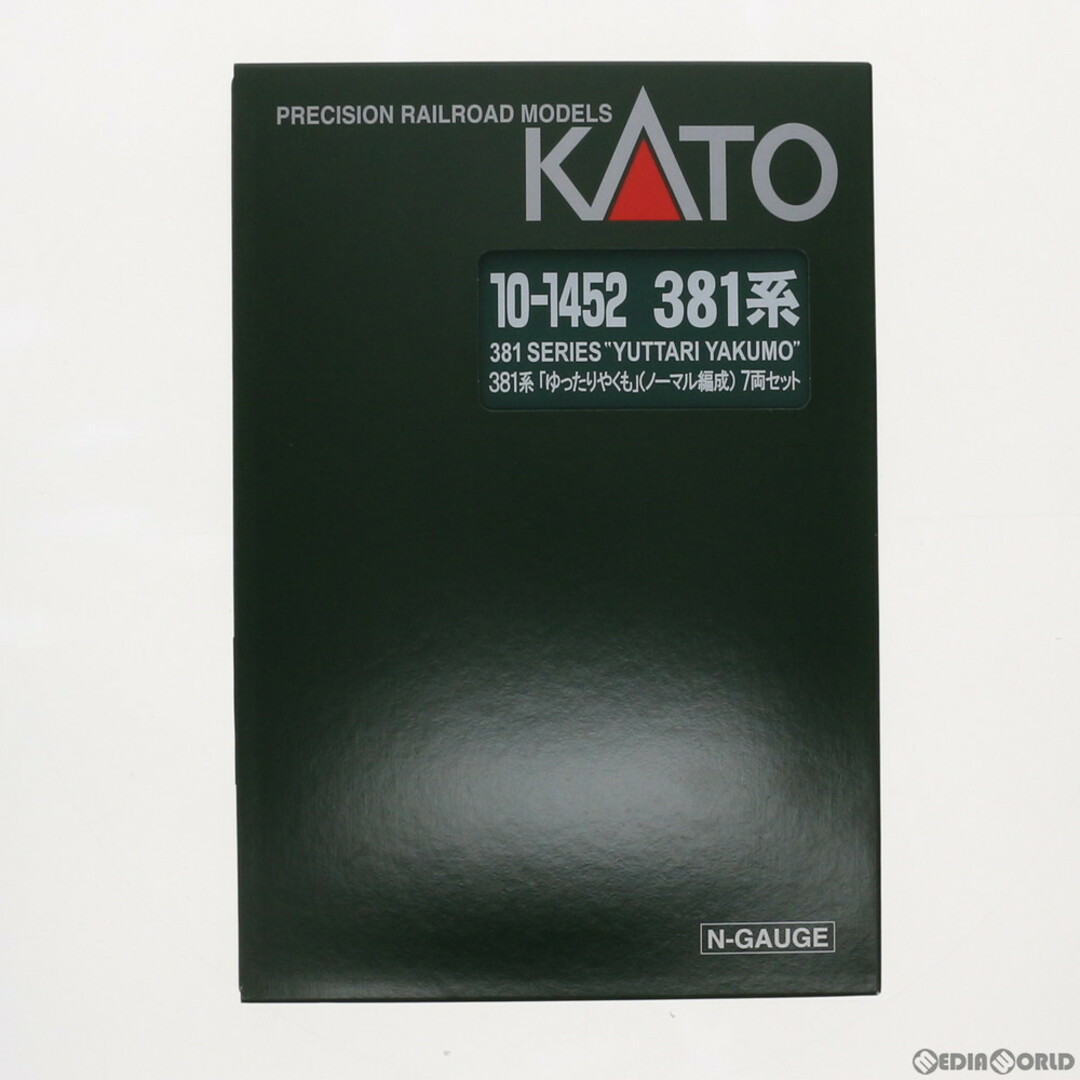 PRECISION RAILROAD MODELS
KATO
10-1452 381系
381 SERIES "YUTTARI YAKUMO"
381系「ゆったりやくも」(ノーマル編成) 7両セット
N-GAUGE
MEDIAWORLD